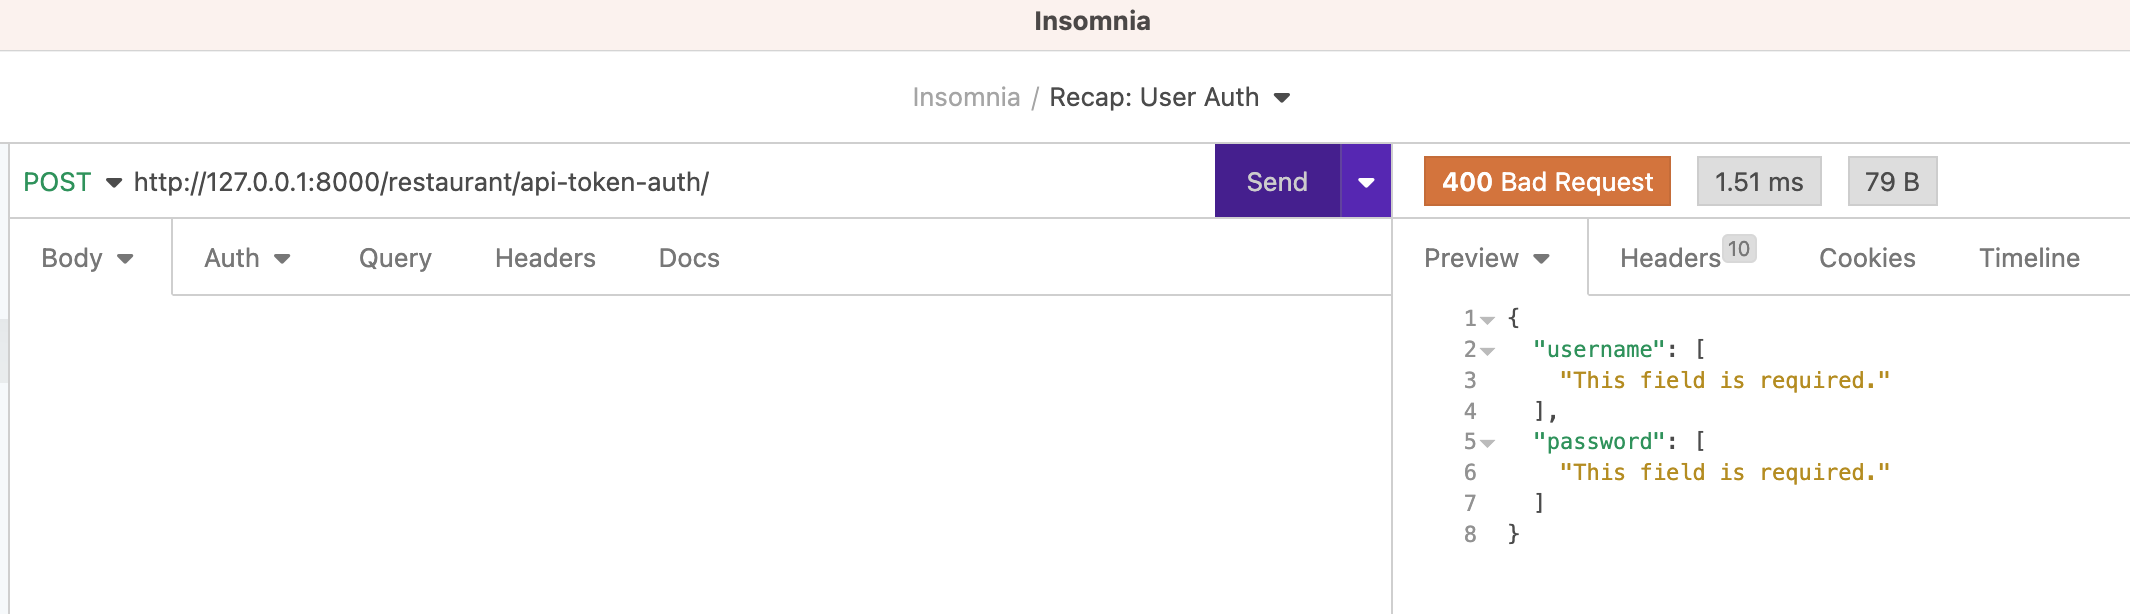 Insomnia
Insomnia / Recap: User Auth
POST http://127.0.0.1:8000/restaurant/api-token-auth/ Send 400 Bad Request 1.51 ms 79 B
Body Auth Query Headers Docs Preview Headers 10 Cookies Timeline
1 {
2 "username": [
3 "This field is required."
4 ],
5 "password": [
6 "This field is required."
7 ]
8 }